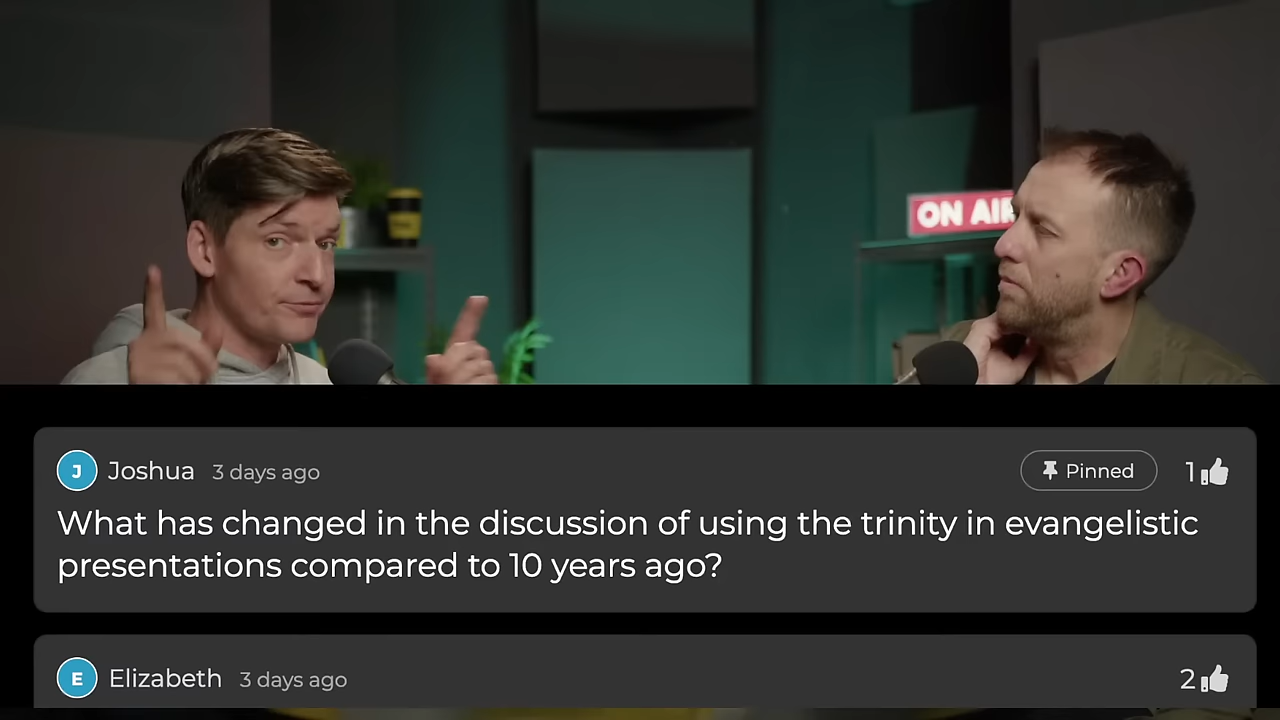 ON AIR
J Joshua 3 days ago Pinned 1
What has changed in the discussion of using the trinity in evangelistic
presentations compared to 10 years ago?
E Elizabeth 3 days ago 2